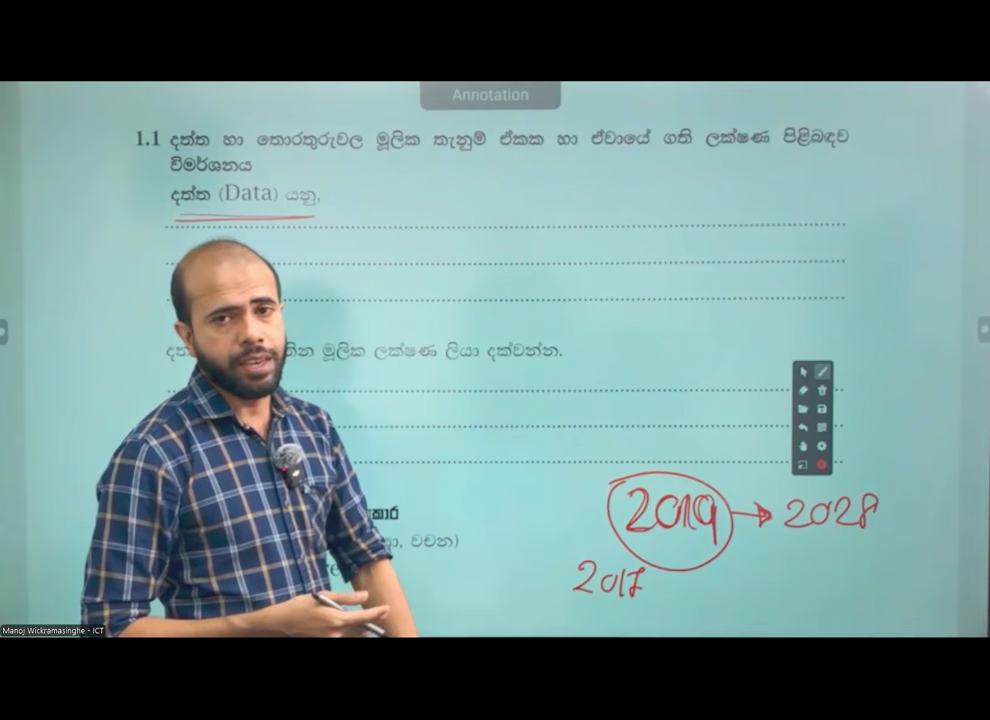 Annotation
1.1 දත්ත හා තොරතුරුවල මූලික තැනුම් ඒකක හා ඒවායේ ගති ලක්ෂණ පිළිබඳව
විමර්ශනය
දත්ත (Data) යනු,
මූලික ලක්ෂණ ලියා දක්වන්න.
2019 → 2028
වචන)
2017
Manoj Wickramasinghe - ICT